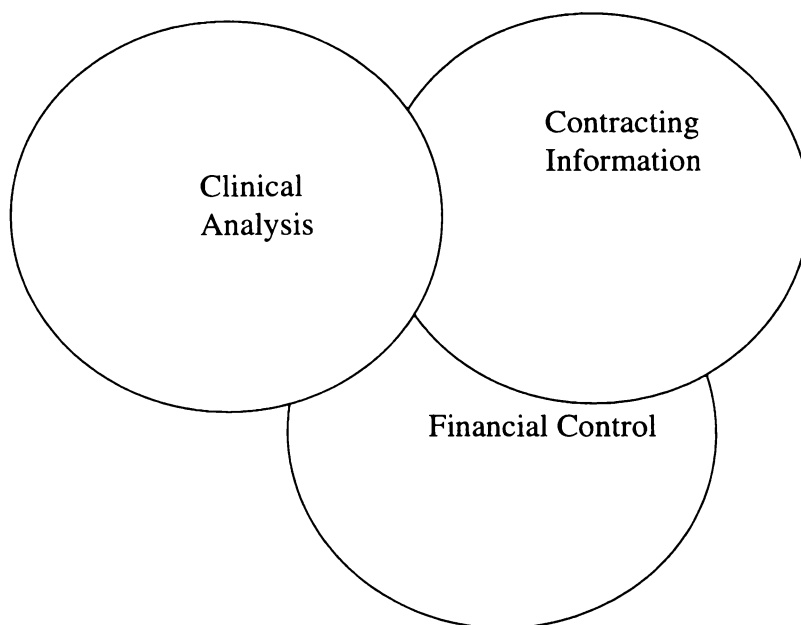 Contracting
Information
Clinical
Analysis
Financial Control